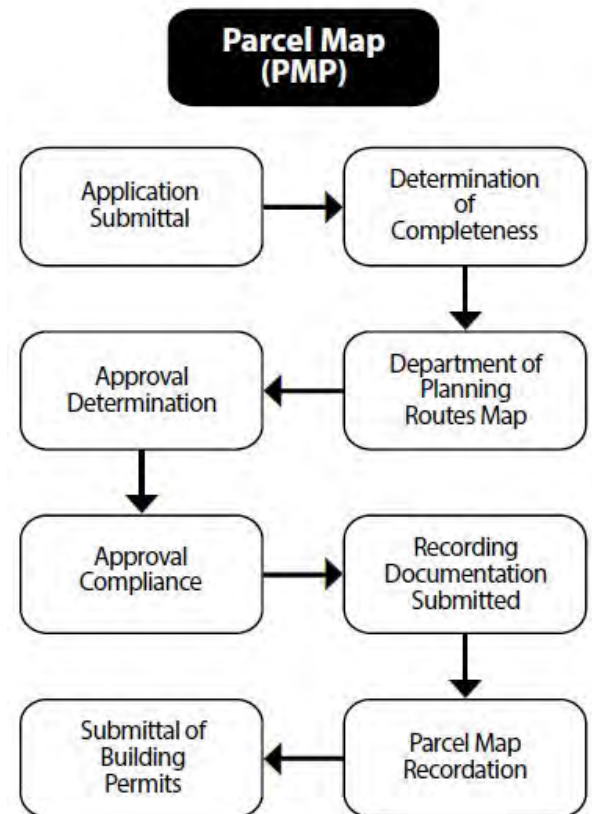 Parcel Map
(PMP)
Application
Submittal
Determination
of
Completeness
Department of
Planning
Routes Map
Approval
Determination
Approval
Compliance
Recording
Documentation
Submitted
Parcel Map
Recordation
Submittal of
Building
Permits